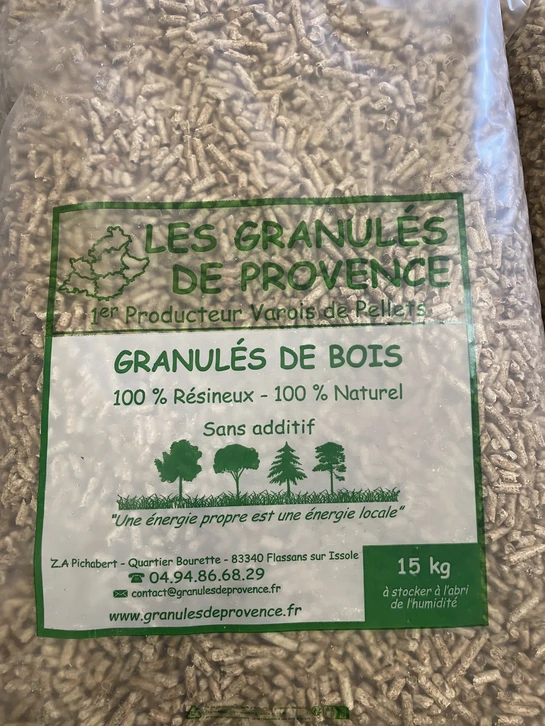 LES GRANULÉS
DE PROVENCE
1er Producteur Varois de Pellets
GRANULÉS DE BOIS
100 % Résineux - 100 % Naturel
Sans additif
"Une énergie propre est une énergie locale"
Z.A Pichabert - Quartier Bourette - 83340 Flassans sur Issole
04.94.86.68.29
contact@granulesdeprovence.fr
www.granulesdeprovence.fr
15 kg
à stocker à l'abri
de l'humidité